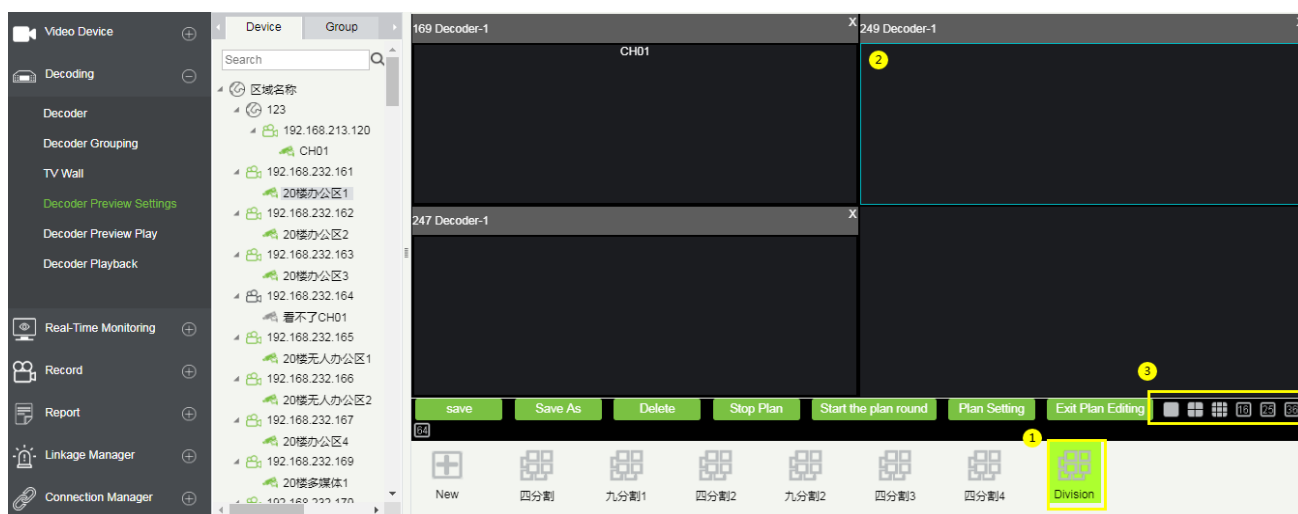 Video Device
Decoding
Decoder
Decoder Grouping
TV Wall
Decoder Preview Settings
Decoder Preview Play
Decoder Playback
Real-Time Monitoring
Record
Report
Linkage Manager
Connection Manager
Device Group
Search
区域名称
123
192.168.213.120
CH01
192.168.232.161
20楼办公区1
192.168.232.162
20楼办公区2
192.168.232.163
20楼办公区3
192.168.232.164
看不了CH01
192.168.232.165
20楼无人办公区1
192.168.232.166
20楼无人办公区2
192.168.232.167
20楼办公区4
192.168.232.169
20楼多媒体1
192.168.232.170
169 Decoder-1 X
CH01
249 Decoder-1
2
247 Decoder-1 X
3
save Save As Delete Stop Plan Start the plan round Plan Setting Exit Plan Editing 16 25 36
64
1
New 四分割 九分割1 四分割2 九分割2 四分割3 四分割4 Division